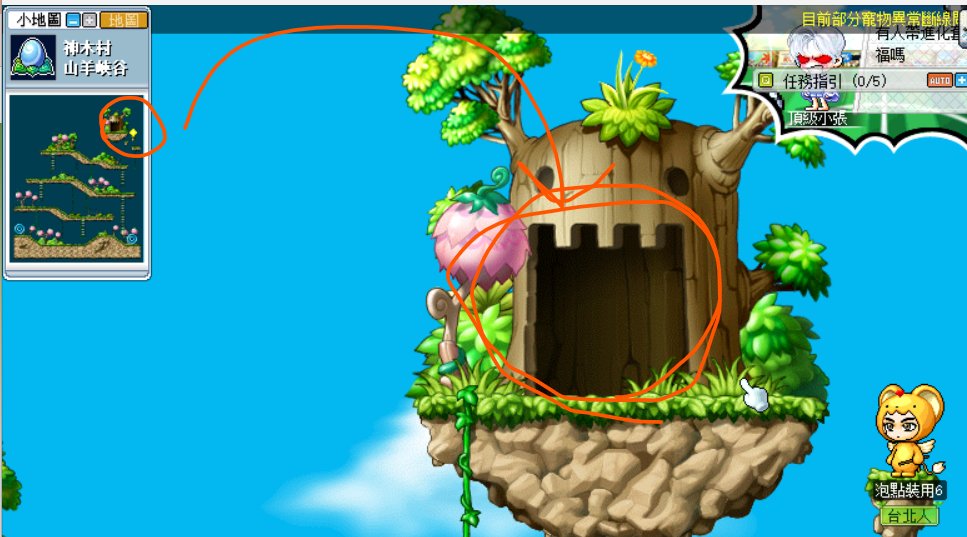 小地圖
地圖
神木村
山羊峽谷
目前部分寵物異常斷線
有人帶進化
福嗎
任務指引 (0/5)
AUTO
頂級小張
泡點裝用6
台北人